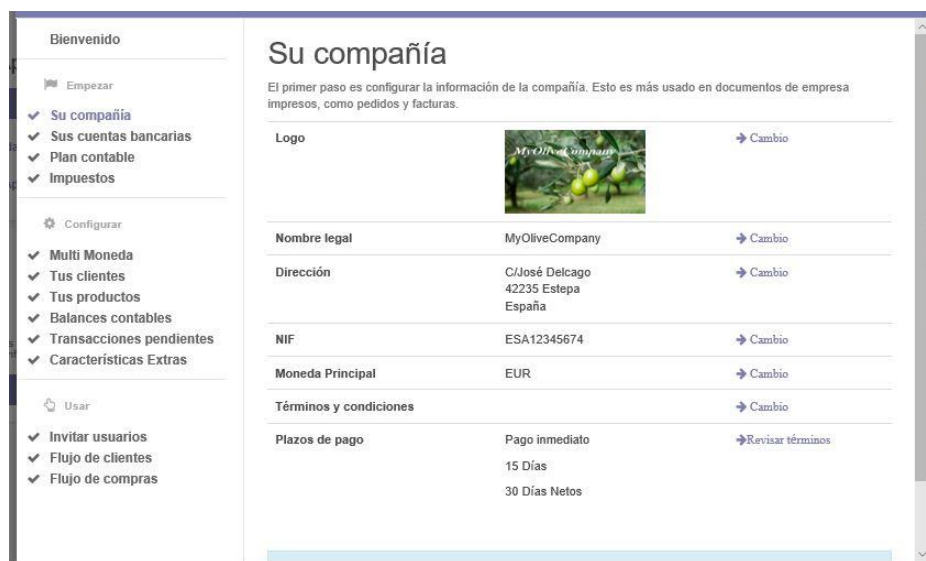 Bienvenido
Empezar
Su compañía
Sus cuentas bancarias
Plan contable
Impuestos
Configurar
Multi Moneda
Tus clientes
Tus productos
Balances contables
Transacciones pendientes
Características Extras
Usar
Invitar usuarios
Flujo de clientes
Flujo de compras
Su compañía
El primer paso es configurar la información de la compañía. Esto es más usado en documentos de empresa
impresos, como pedidos y facturas.
Logo
MyOliveCompany
Cambio
Nombre legal MyOliveCompany Cambio
Dirección C/José Delcago Cambio
42235 Estepa
España
NIF ESA12345674 Cambio
Moneda Principal EUR Cambio
Términos y condiciones Cambio
Plazos de pago Pago inmediato Revisar términos
15 Días
30 Días Netos